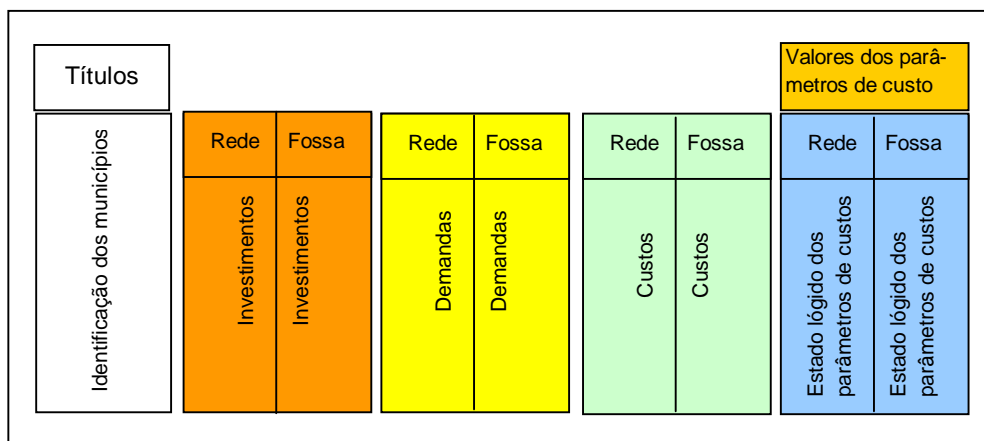 Títulos
Valores dos parâ-
metros de custo
Identificação dos municípios
Rede
Fossa
Investimentos
Investimentos
Rede
Fossa
Demandas
Demandas
Rede
Fossa
Custos
Custos
Rede
Fossa
Estado lógido dos
parâmetros de custos
Estado lógido dos
parâmetros de custos